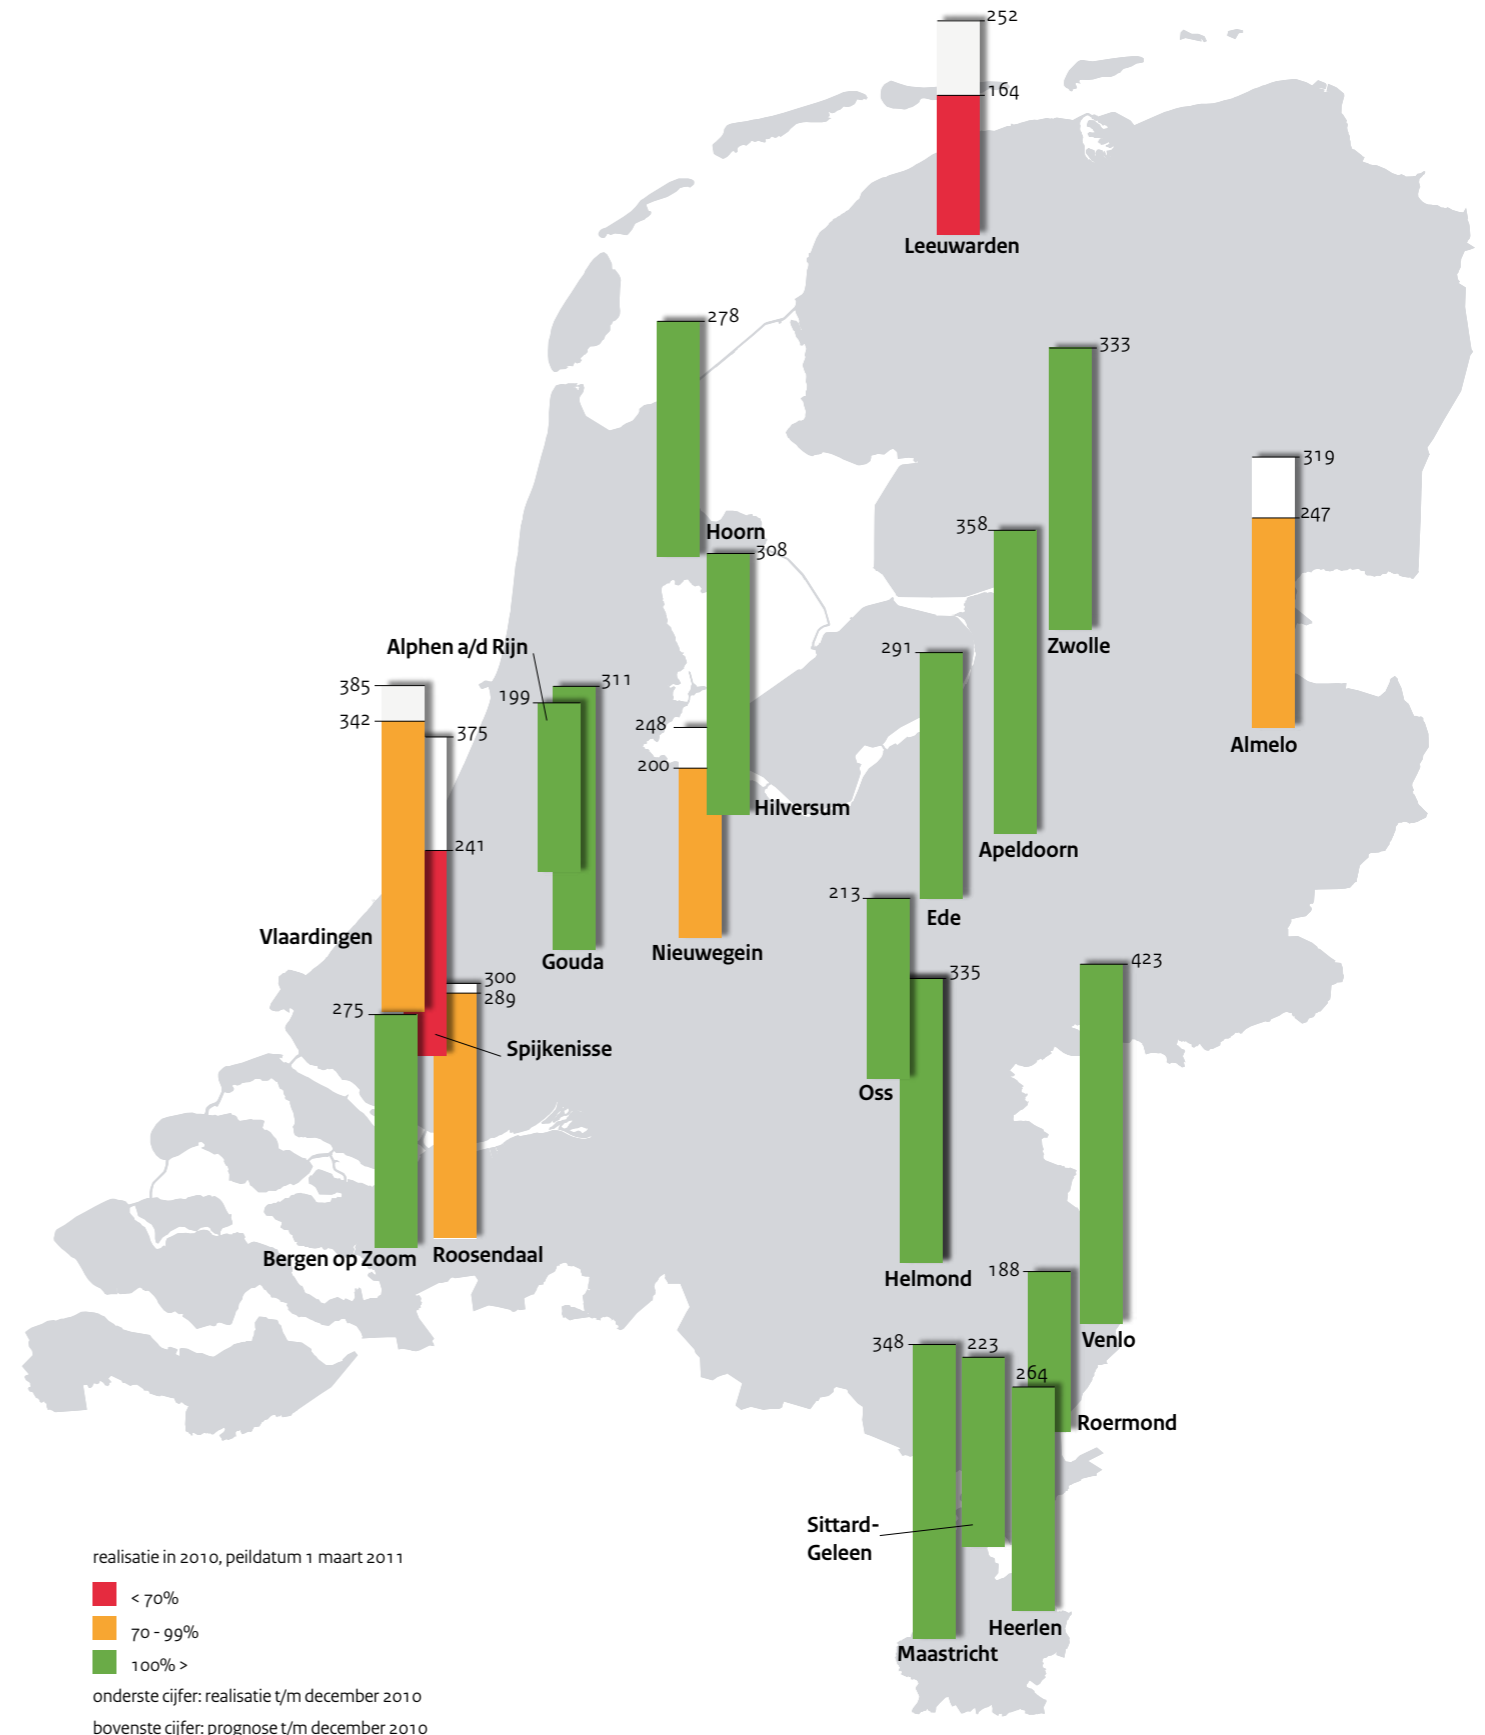 252
164
Leeuwarden
278
333
319
247
Hoorn
358
308
Zwolle
Alphen a/d Rijn
291
385
311
199
342
375
248
Almelo
200
Hilversum
Apeldoorn
241
213
Ede
Vlaardingen
Nieuwegein
Gouda
423
300
335
289
275
Spijkenisse
Oss
Bergen op Zoom
Roosendaal
Helmond
188
Venlo
348
223
264
Roermond
Sittard-
Geleen
Heerlen
Maastricht
realisatie in 2010, peildatum 1 maart 2011
< 70%
70 - 99%
100% >
onderste cijfer: realisatie t/m december 2010
bovenste cijfer: prognose t/m december 2010